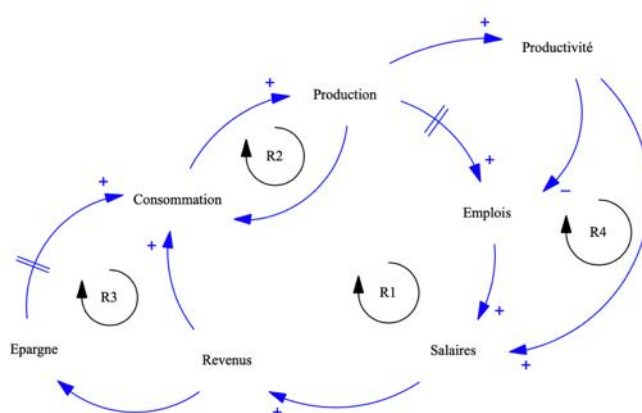 +
Productivité
+
Production
R2
+
+
Consommation
Emplois
−
+
R4
R3
R1
+
Epargne
Revenus
Salaires
+
+